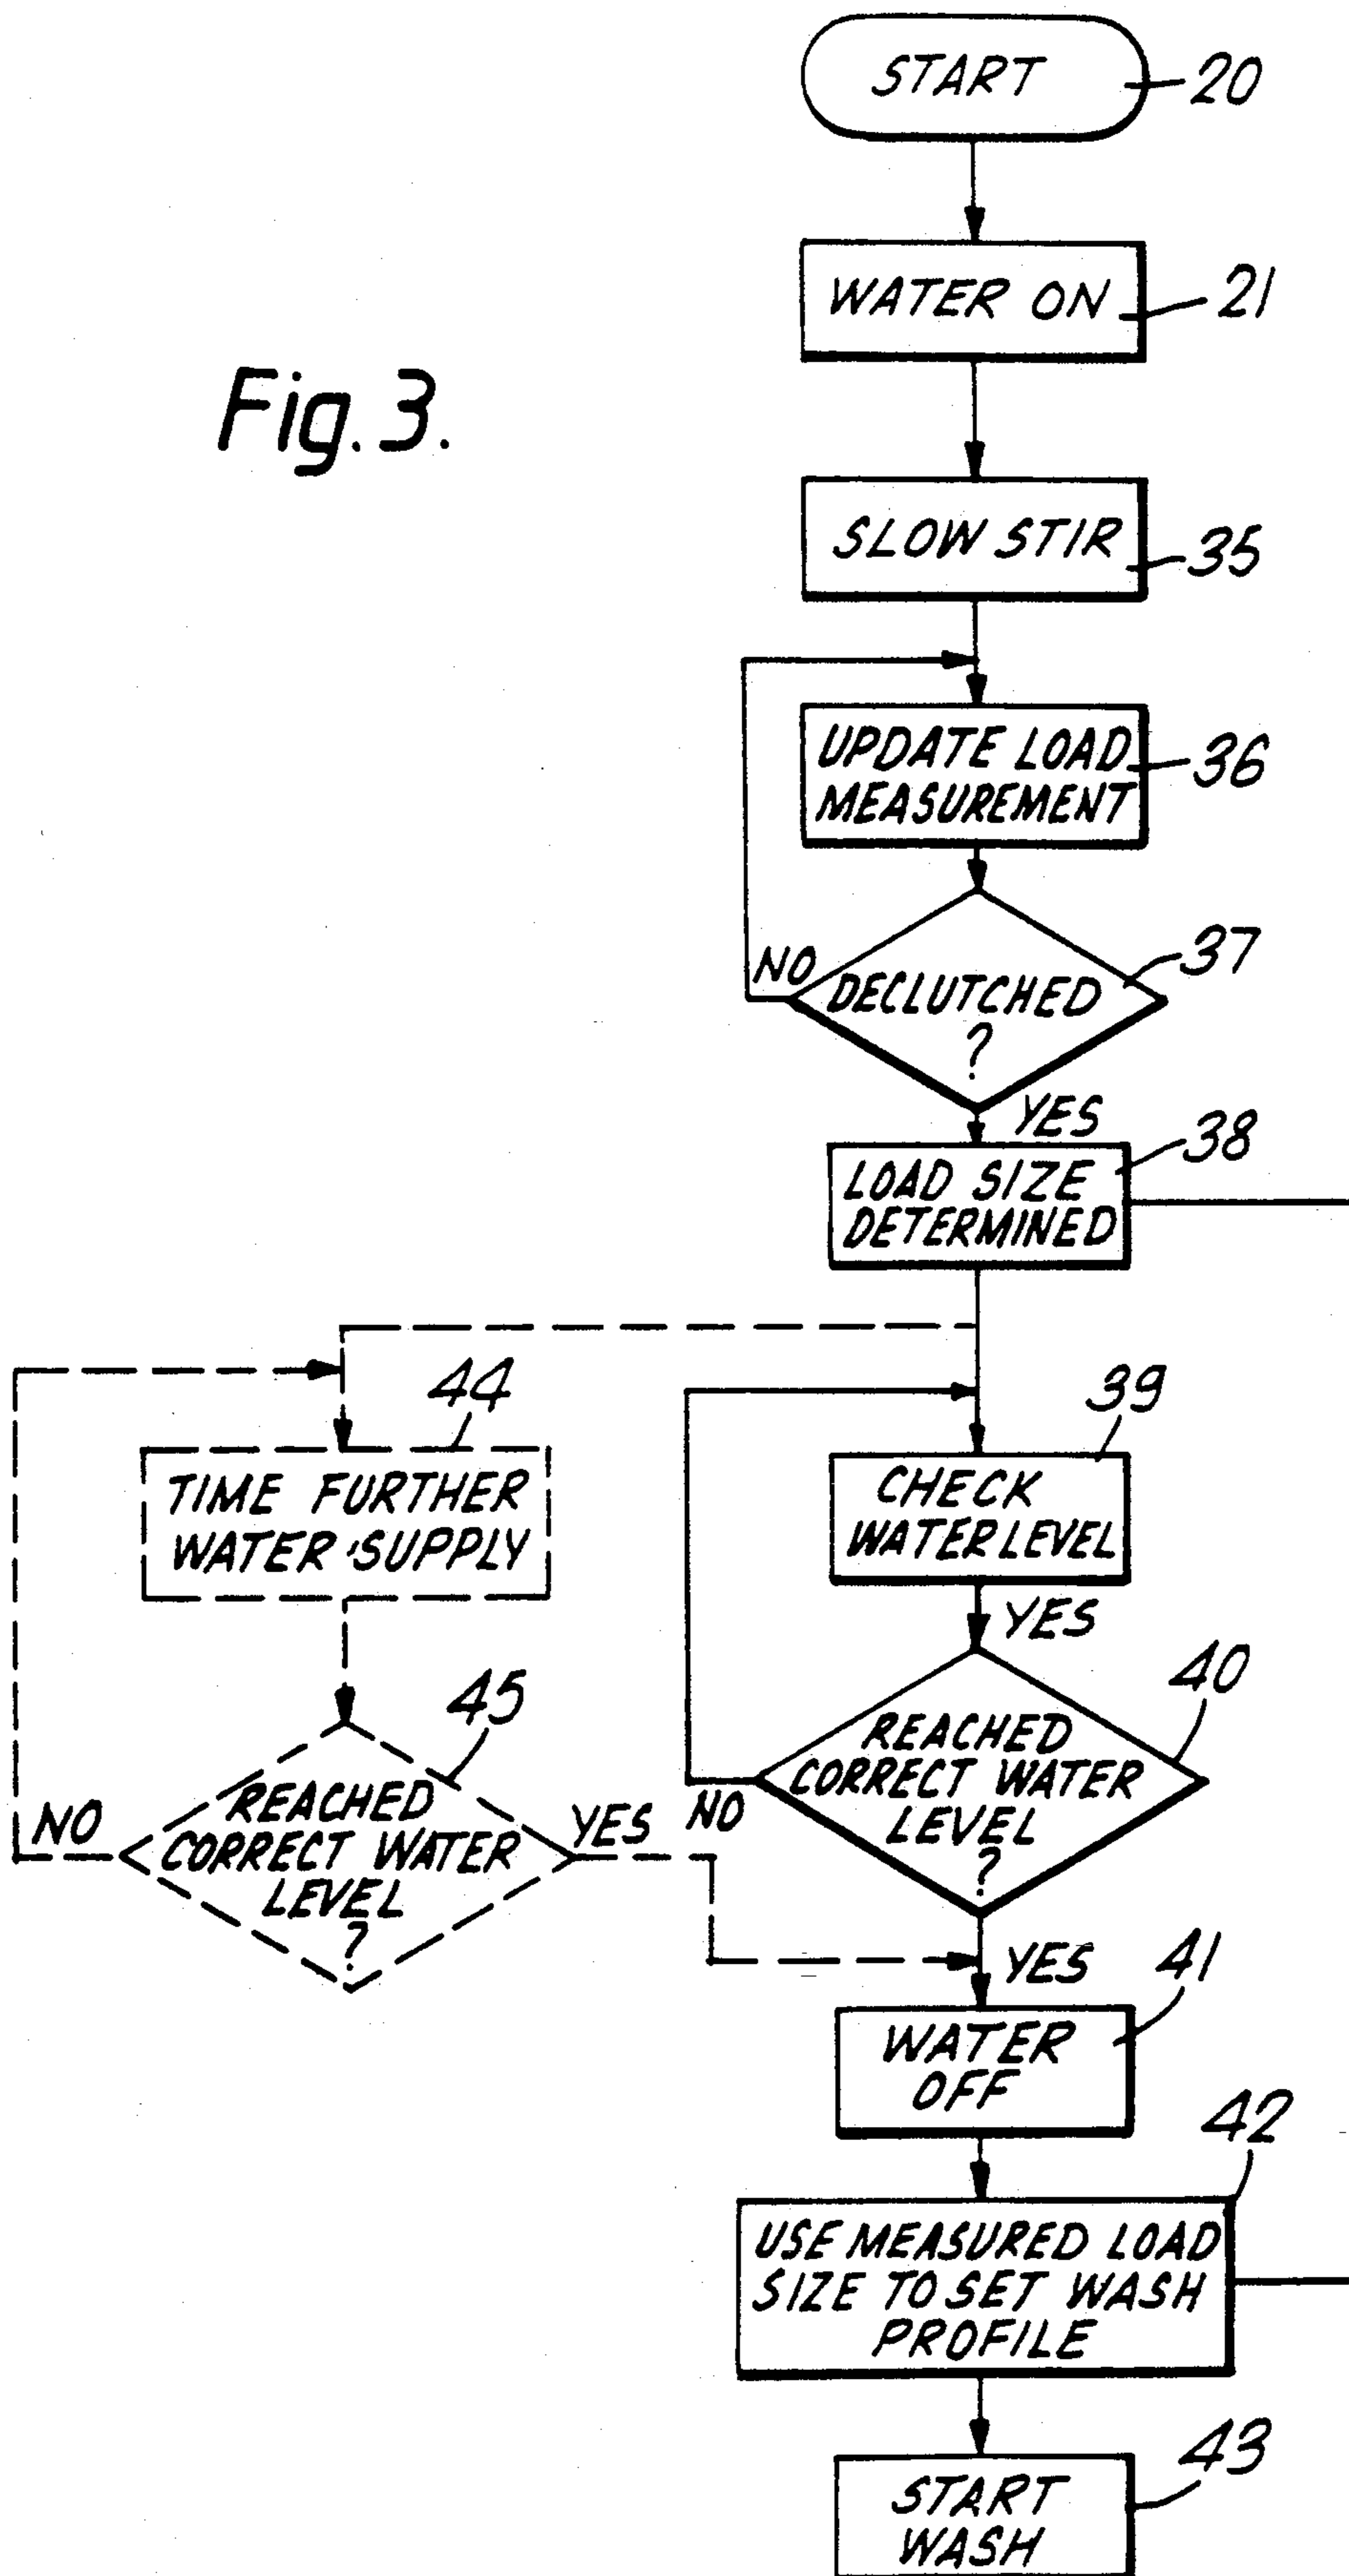 START
20
WATER ON
21
Fig. 3.
SLOW STIR
35
UPDATE LOAD
MEASUREMENT
36
NO
DECLUTCHED
?
37
YES
LOAD SIZE
DETERMINED
38
44
TIME FURTHER
WATER SUPPLY
39
CHECK
WATER LEVEL
YES
45
REACHED
CORRECT WATER
LEVEL
?
NO
YES
40
REACHED
CORRECT WATER
LEVEL
?
NO
YES
41
WATER
OFF
42
USE MEASURED LOAD
SIZE TO SET WASH
PROFILE
43
START
WASH